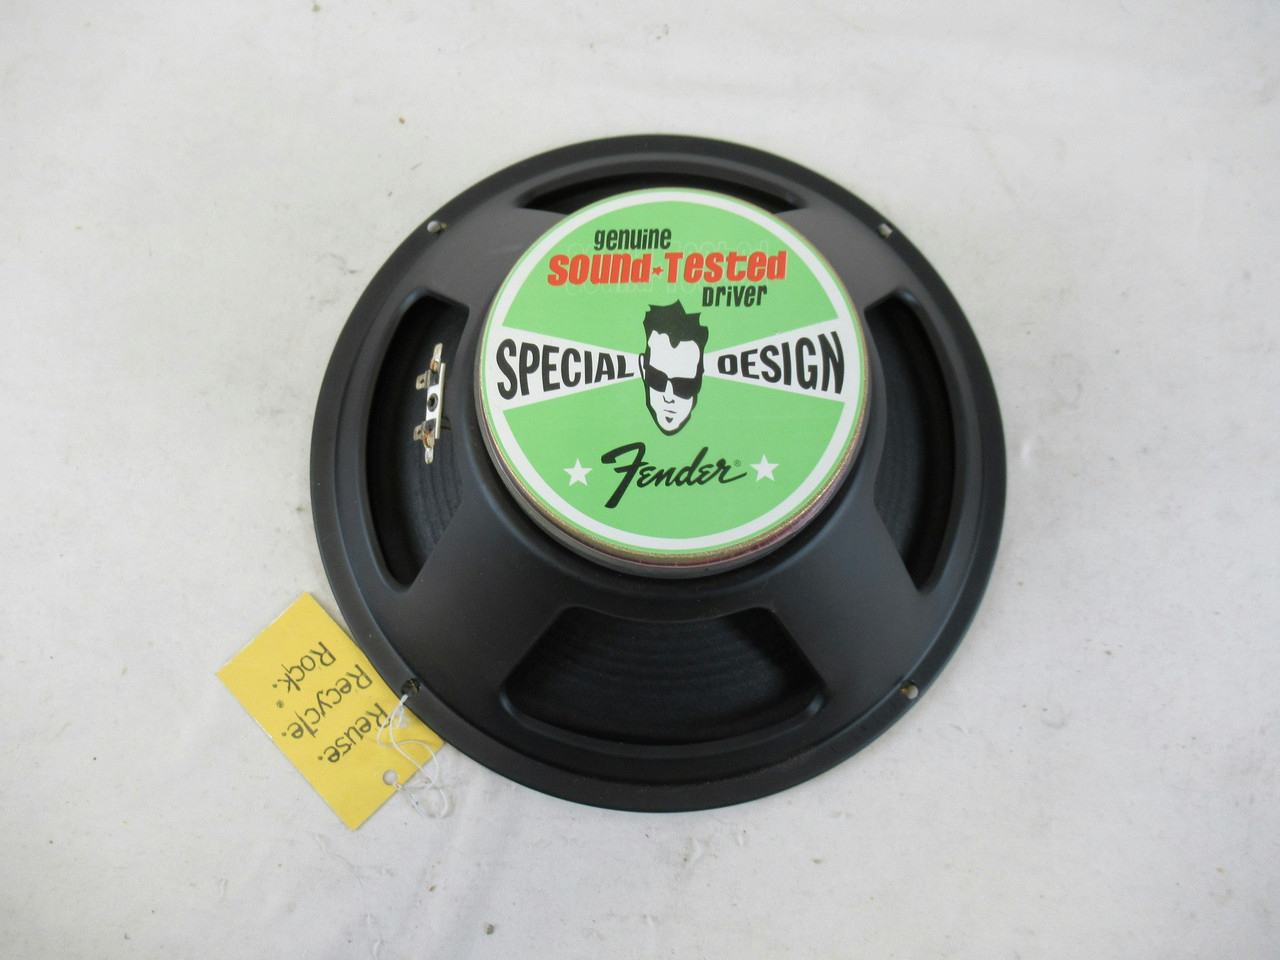 genuine
Sound★Tested
Driver
SPECIAL DESIGN
Fender®
Reuse.
Recycle.®
Rock.